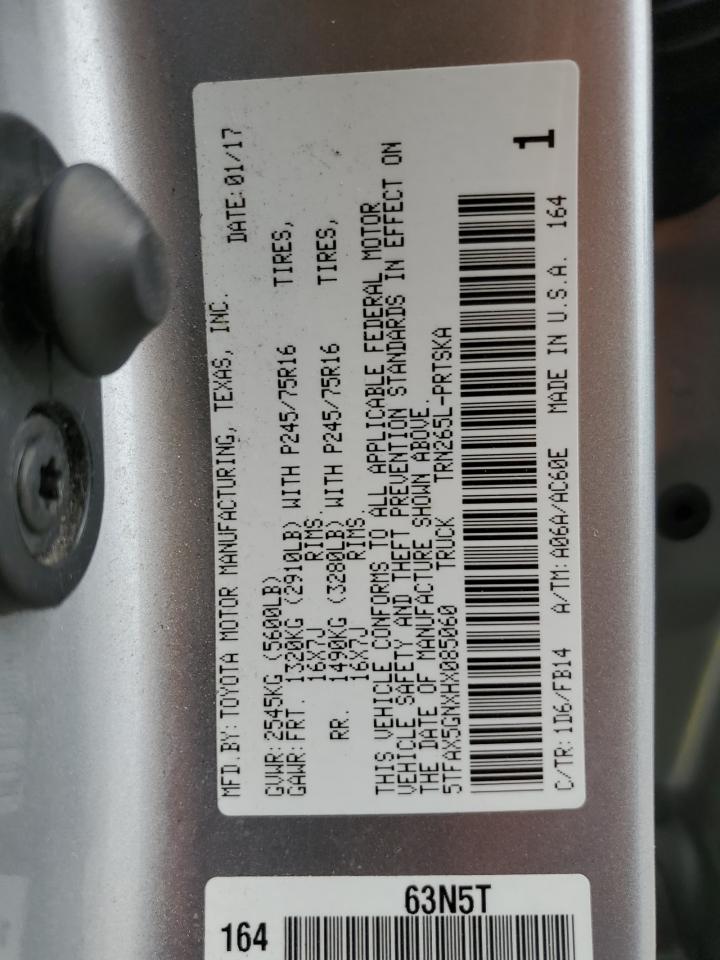 MFD.BY:TOYOTA MOTOR MANUFACTURING, TEXAS, INC. DATE:01/17
GVWR:2545KG (5600LB)
GAWR:FRT. 1320KG (2910LB) WITH P245/75R16 TIRES,
16X7J RIMS.
RR. 1490KG (3280LB) WITH P245/75R16 TIRES,
16X7J RIMS.
THIS VEHICLE CONFORMS TO ALL APPLICABLE FEDERAL MOTOR
VEHICLE SAFETY AND THEFT PREVENTION STANDARDS IN EFFECT ON
THE DATE OF MANUFACTURE SHOWN ABOVE.
5TFAX5GNXHX085060 TRUCK TRN265L-PRTSKA
1
C/TR:1D6/FB14 A/TM:A06A/AC60E MADE IN U.S.A. 164
63N5T
164